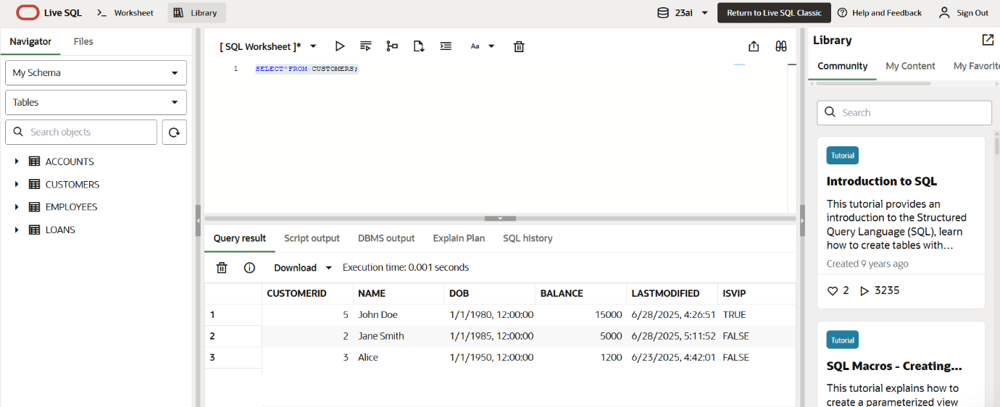 Live SQL
Worksheet
Library
23ai
Return to Live SQL Classic
Help and Feedback
Sign Out
Navigator
Files
My Schema
Tables
Search objects
ACCOUNTS
CUSTOMERS
EMPLOYEES
LOANS
[ SQL Worksheet ]*
Aa
1 SELECT*FROM CUSTOMERS;
Query result Script output DBMS output Explain Plan SQL history
Download Execution time: 0.001 seconds
CUSTOMERID NAME DOB BALANCE LASTMODIFIED ISVIP
1 5 John Doe 1/1/1980, 12:00:00 15000 6/28/2025, 4:26:51 TRUE
2 2 Jane Smith 1/1/1985, 12:00:00 5000 6/28/2025, 5:11:52 FALSE
3 3 Alice 1/1/1950, 12:00:00 1200 6/23/2025, 4:42:01 FALSE
Library
Community My Content My Favorite
Search
Tutorial
Introduction to SQL
This tutorial provides an
introduction to the Structured
Query Language (SQL), learn
how to create tables with...
Created 9 years ago
2 3235
Tutorial
SQL Macros - Creating...
This tutorial explains how to
create a parameterized view